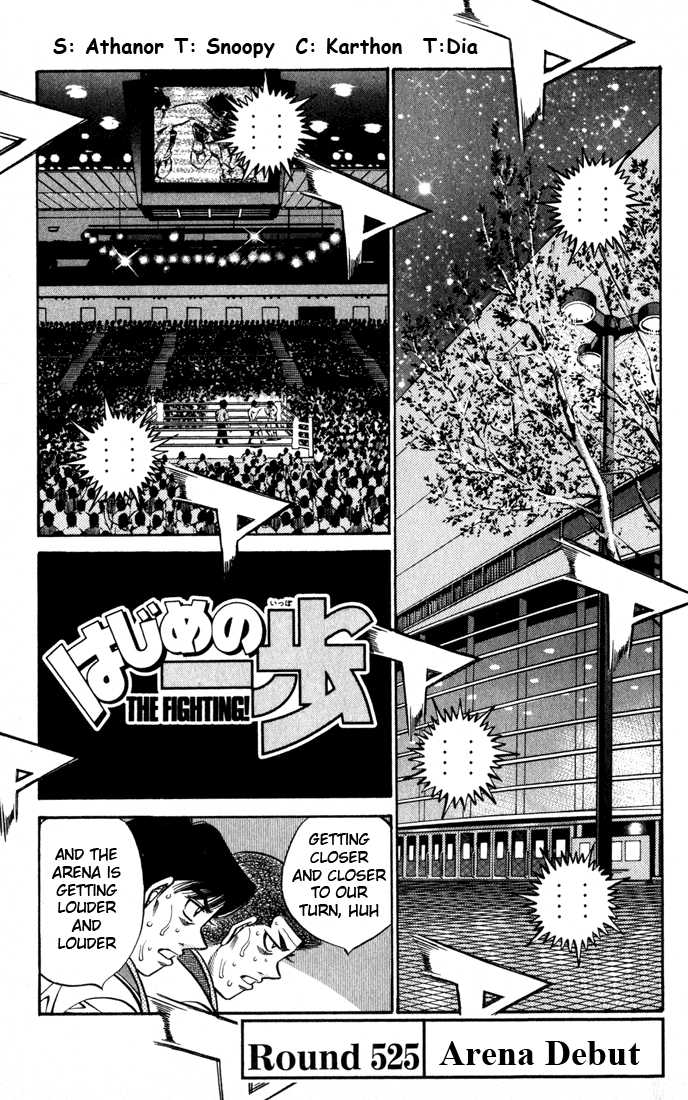 S: Athanor T: Snoopy C: Karthon T:Dia
はじめの一歩
いっぽ
THE FIGHTING!
GETTING
CLOSER
AND CLOSER
TO OUR
TURN, HUH
AND THE
ARENA IS
GETTING
LOUDER
AND
LOUDER
Round 525
Arena Debut